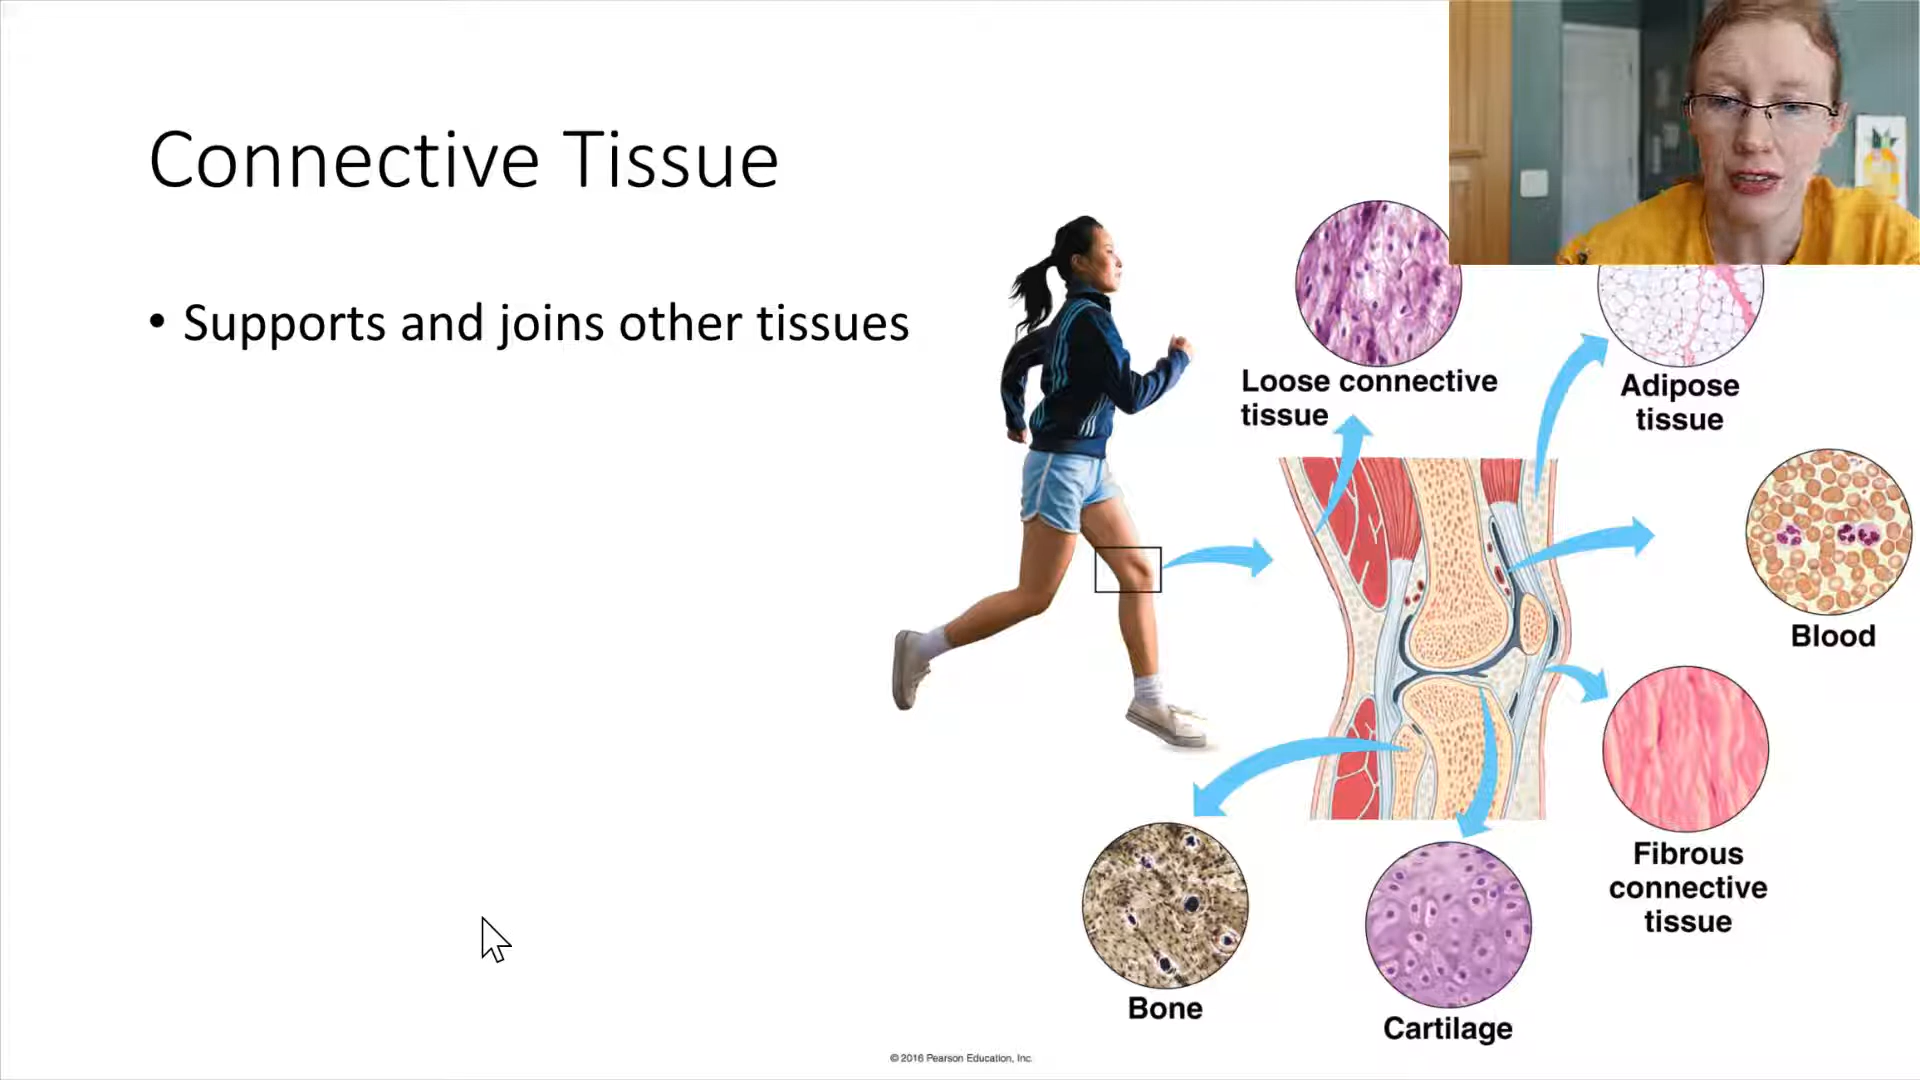 Connective Tissue
• Supports and joins other tissues
Loose connective
tissue
Adipose
tissue
Blood
Fibrous
connective
tissue
Bone
Cartilage
© 2016 Pearson Education, Inc.